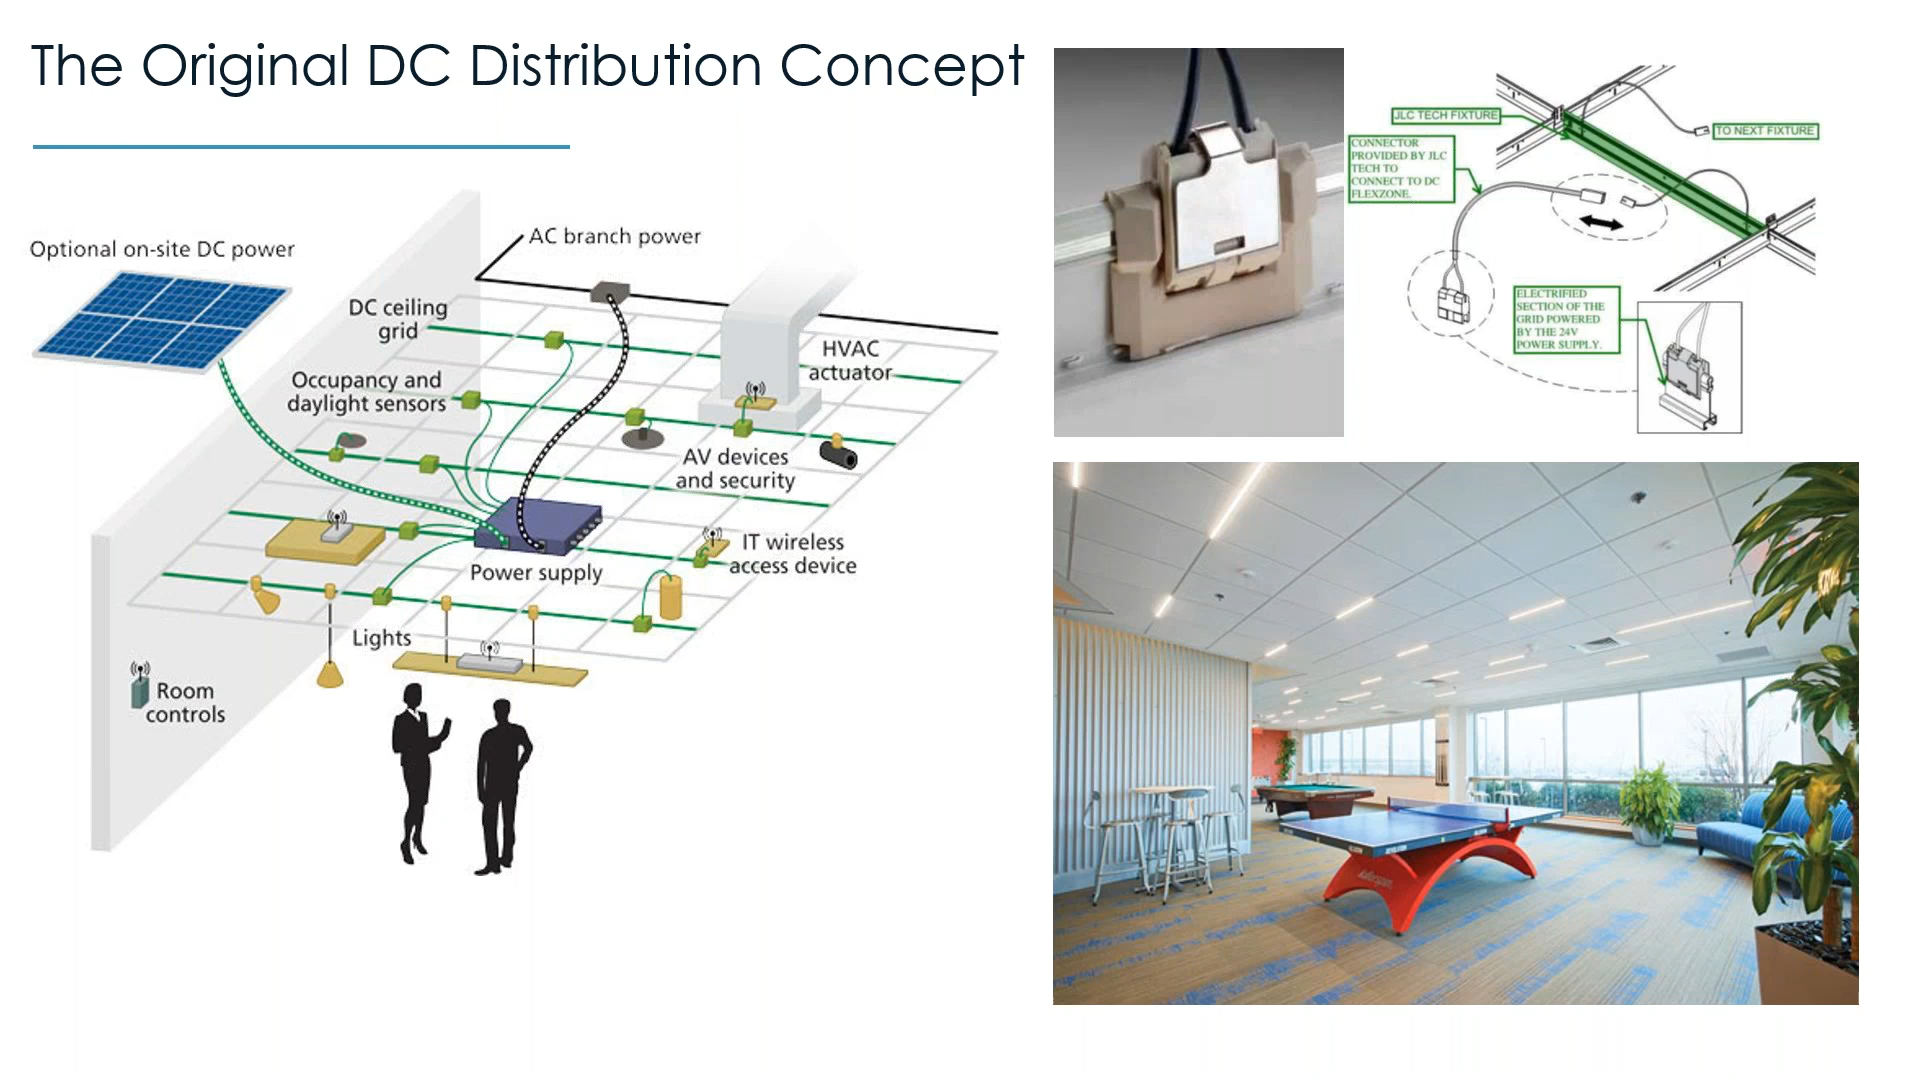 The Original DC Distribution Concept
Optional on-site DC power
AC branch power
DC ceiling
grid
HVAC
actuator
Occupancy and
daylight sensors
AV devices
and security
IT wireless
access device
Power supply
Lights
Room
controls
JLC TECH FIXTURE
TO NEXT FIXTURE
CONNECTOR
PROVIDED BY JLC
TECH TO
CONNECT TO DC
FLEXZONE.
ELECTRIFIED
SECTION OF THE
GRID POWERED
BY THE 24V
POWER SUPPLY.